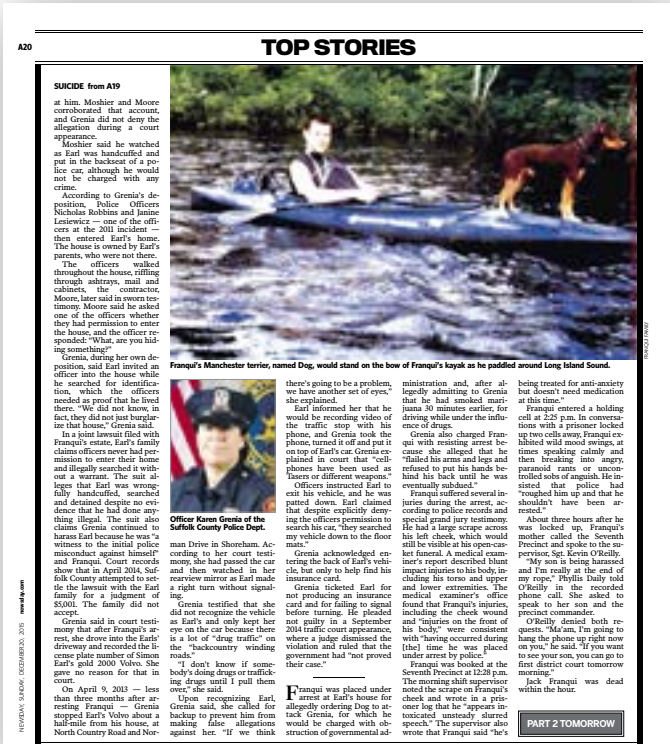 A20
TOP STORIES
SUICIDE from A19
at him. Moshier and Moore
corroborated that account,
and Grenia did not deny the
allegation during a court
appearance.
Moshier said he watched
as Earl was handcuffed and
put in the backseat of a po-
lice car, although he would
not be charged with any
crime.
According to Grenia's de-
position, Police Officers
Nicholas Robbins and Janine
Lesiewicz — one of the offi-
cers at the 2011 incident —
then entered Earl's home.
The house is owned by Earl's
parents, who were not there.
The officers walked
throughout the house, riffling
through ashtrays, mail and
cabinets, the contractor,
Moore, later said in sworn tes-
timony. Moore said he asked
one of the officers whether
they had permission to enter
the house, and the officer re-
sponded: "What, are you hid-
ing something?"
Grenia, during her own de-
position, said Earl invited an
officer into the house while
he searched for identifica-
tion, which the officers
needed as proof that he lived
there. "We did not know, in
fact, they did not just burglar-
ize that house," Grenia said.
In a joint lawsuit filed with
Franqui's estate, Earl's family
claims officers never had per-
mission to enter their home
and illegally searched it with-
out a warrant. The suit al-
leges that Earl was wrong-
fully handcuffed, searched
and detained despite no evi-
dence that he had done any-
thing illegal. The suit also
claims Grenia continued to
harass Earl because he was "a
witness to the initial police
misconduct against himself"
and Franqui. Court records
show that in April 2014, Suf-
folk County attempted to set-
tle the lawsuit with the Earl
family for a judgment of
$5,001. The family did not
accept.
Grenia said in court testi-
mony that after Franqui's ar-
rest, she drove into the Earls'
driveway and recorded the li-
cense plate number of Simon
Earl's gold 2000 Volvo. She
gave no reason for that in
court.
On April 9, 2013 — less
than three months after ar-
resting Franqui — Grenia
stopped Earl's Volvo about a
half-mile from his house, at
North Country Road and Nor-
FRANQUI FAMILY
Franqui's Manchester terrier, named Dog, would stand on the bow of Franqui's kayak as he paddled around Long Island Sound.
Officer Karen Grenia of the
Suffolk County Police Dept.
man Drive in Shoreham. Ac-
cording to her court testi-
mony, she had passed the car
and then watched in her
rearview mirror as Earl made
a right turn without signal-
ing.
Grenia testified that she
did not recognize the vehicle
as Earl's and only kept her
eye on the car because there
is a lot of "drug traffic" on
the "backcountry winding
roads."
"I don't know if some-
body's doing drugs or traffick-
ing drugs until I pull them
over," she said.
Upon recognizing Earl,
Grenia said, she called for
backup to prevent him from
making false allegations
against her. "If we think
there's going to be a problem,
we have another set of eyes,"
she explained.
Earl informed her that he
would be recording video of
the traffic stop with his
phone, and Grenia took the
phone, turned it off and put it
on top of Earl's car. Grenia ex-
plained in court that "cell-
phones have been used as
Tasers or different weapons."
Officers instructed Earl to
exit his vehicle, and he was
patted down. Earl claimed
that despite explicitly deny-
ing the officers permission to
search his car, "they searched
my vehicle down to the floor
mats."
Grenia acknowledged en-
tering the back of Earl's vehi-
cle, but only to help find his
insurance card.
Grenia ticketed Earl for
not producing an insurance
card and for failing to signal
before turning. He pleaded
not guilty in a September
2014 traffic court appearance,
where a judge dismissed the
violation and ruled that the
government had "not proved
their case."
Franqui was placed under
arrest at Earl's house for
allegedly ordering Dog to at-
tack Grenia, for which he
would be charged with ob-
struction of governmental ad-
ministration and, after al-
legedly admitting to Grenia
that he had smoked mari-
juana 30 minutes earlier, for
driving while under the influ-
ence of drugs.
Grenia also charged Fran-
qui with resisting arrest be-
cause she alleged that he
"flailed his arms and legs and
refused to put his hands be-
hind his back until he was
eventually subdued."
Franqui suffered several in-
juries during the arrest, ac-
cording to police records and
special grand jury testimony.
He had a large scrape across
his left cheek, which would
still be visible at his open-cas-
ket funeral. A medical exam-
iner's report described blunt
impact injuries to his body, in-
cluding his torso and upper
and lower extremities. The
medical examiner's office
found that Franqui's injuries,
including the cheek wound
and "injuries on the front of
his body," were consistent
with "having occurred during
[the] time he was placed
under arrest by police."
Franqui was booked at the
Seventh Precinct at 12:28 p.m.
The morning shift supervisor
noted the scrape on Franqui's
cheek and wrote in a pris-
oner log that he "appears in-
toxicated unsteady slurred
speech." The supervisor also
wrote that Franqui said "he's
being treated for anti-anxiety
but doesn't need medication
at this time."
Franqui entered a holding
cell at 2:25 p.m. In conversa-
tions with a prisoner locked
up two cells away, Franqui ex-
hibited wild mood swings, at
times speaking calmly and
then breaking into angry,
paranoid rants or uncon-
trolled sobs of anguish. He in-
sisted that police had
"roughed him up and that he
shouldn't have been ar-
rested."
About three hours after he
was locked up, Franqui's
mother called the Seventh
Precinct and spoke to the su-
pervisor, Sgt. Kevin O'Reilly.
"My son is being harassed
and I'm really at the end of
my rope," Phyllis Daily told
O'Reilly in the recorded
phone call. She asked to
speak to her son and the
precinct commander.
O'Reilly denied both re-
quests. "Ma'am, I'm going to
hang the phone up right now
on you," he said. "If you want
to see your son, you can go to
first district court tomorrow
morning."
Jack Franqui was dead
within the hour.
PART 2 TOMORROW
NEWSDAY, SUNDAY, DECEMBER 20, 2015 newsday.com